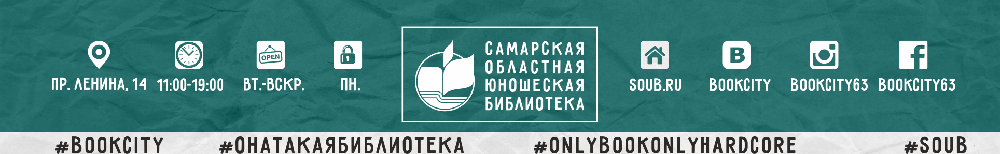 ПР. ЛЕНИНА, 14
11:00-19:00
OPEN
ВТ.-ВСКР.
ПН.
САМАРСКАЯ
ОБЛАСТНАЯ
ЮНОШЕСКАЯ
БИБЛИОТЕКА
SOUB.RU
B
BOOKCITY
BOOKCITY63
f
BOOKCITY63
#BOOKCITY
#ОНАТАКАЯБИБЛИОТЕКА
#ONLYBOOKONLYHARDCORE
#SOUB